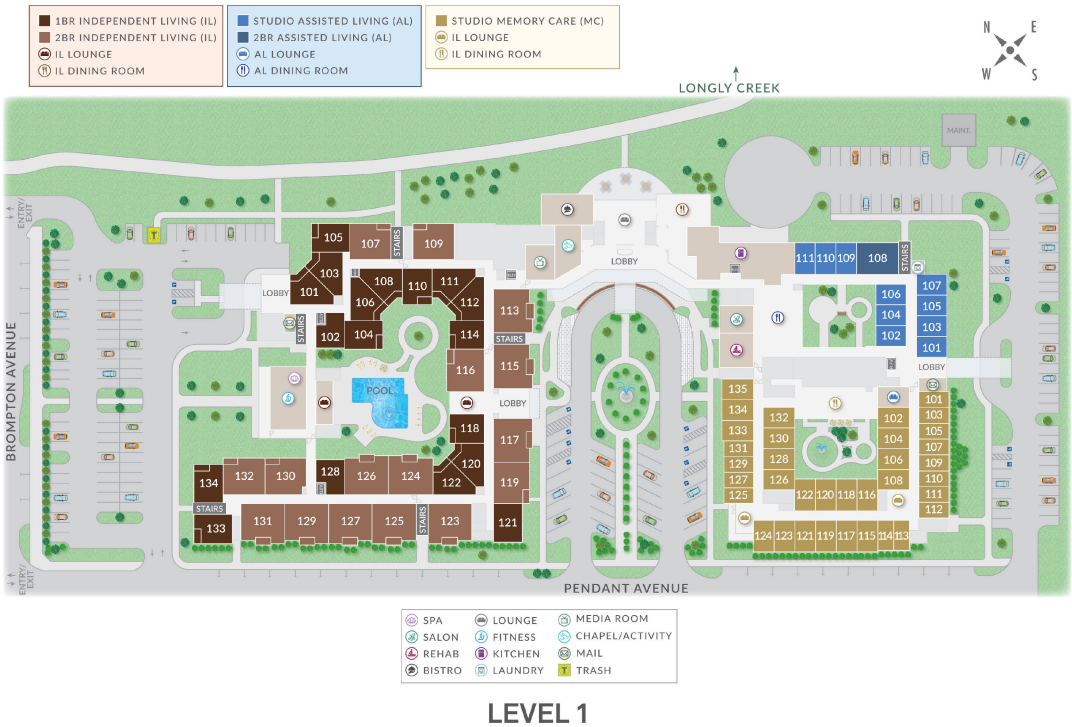 1BR INDEPENDENT LIVING (IL)
2BR INDEPENDENT LIVING (IL)
IL LOUNGE
IL DINING ROOM
STUDIO ASSISTED LIVING (AL)
2BR ASSISTED LIVING (AL)
AL LOUNGE
AL DINING ROOM
STUDIO MEMORY CARE (MC)
IL LOUNGE
IL DINING ROOM
N E
W S
LONGLY CREEK
MAINT.
ENTRY/
EXIT
T
105
107
STAIRS
109
LOBBY
111 110 109 108
STAIRS
103
101
LOBBY
108
110
111
106
112
107
106
105
104
103
102
101
113
STAIRS
102
104
114
STAIRS
115
116
LOBBY
POOL
LOBBY
BROMPTON AVENUE
118
117
120
122
119
121
134
132
130
128
126
124
STAIRS
133
131
129
127
125
STAIRS
123
135
134
133
131
129
127
125
132
130
128
126
122 120 118 116
102
104
106
108
101
103
105
107
109
110
111
112
124 123 121 119 117 115 114 113
ENTRY/
EXIT
PENDANT AVENUE
SPA
LOUNGE
MEDIA ROOM
SALON
FITNESS
CHAPEL/ACTIVITY
REHAB
KITCHEN
MAIL
BISTRO
LAUNDRY
T TRASH
LEVEL 1